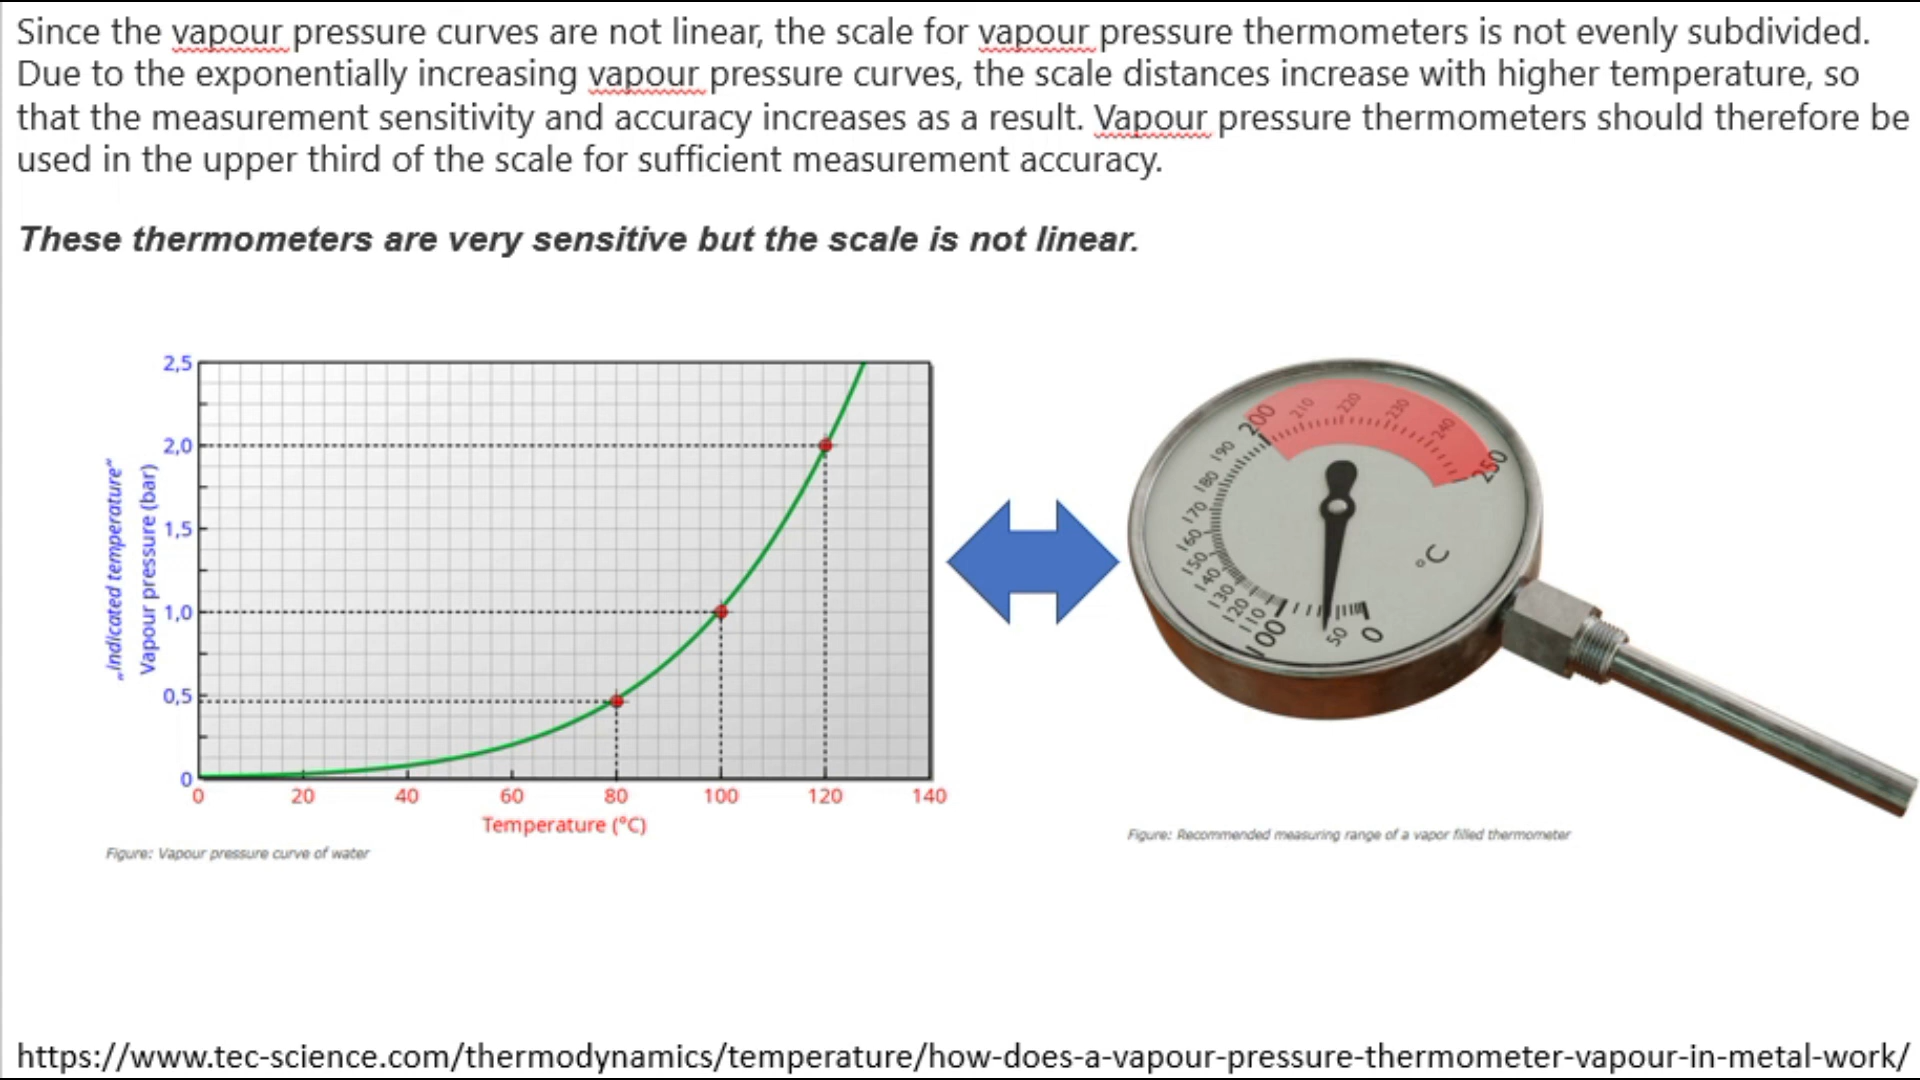 Since the vapour pressure curves are not linear, the scale for vapour pressure thermometers is not evenly subdivided.
Due to the exponentially increasing vapour pressure curves, the scale distances increase with higher temperature, so
that the measurement sensitivity and accuracy increases as a result. Vapour pressure thermometers should therefore be
used in the upper third of the scale for sufficient measurement accuracy.
These thermometers are very sensitive but the scale is not linear.
„indicated temperature“
Vapour pressure (bar)
2,5
2,0
1,5
1,0
0,5
0
0 20 40 60 80 100 120 140
Temperature (°C)
Figure: Vapour pressure curve of water
0
50
100
110
120
130
140
150
160
170
180
190
200
210
220
230
240
250
°C
Figure: Recommended measuring range of a vapor filled thermometer
https://www.tec-science.com/thermodynamics/temperature/how-does-a-vapour-pressure-thermometer-vapour-in-metal-work/